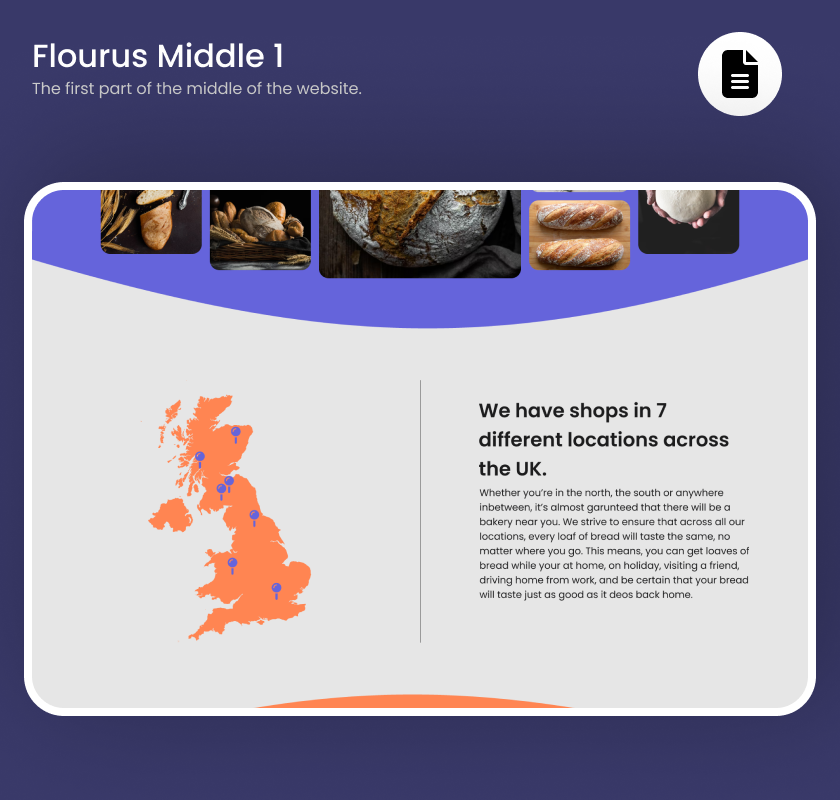 Flourus Middle 1
The first part of the middle of the website.
We have shops in 7
different locations across
the UK.
Whether you're in the north, the south or anywhere
inbetween, it's almost garunteed that there will be a
bakery near you. We strive to ensure that across all our
locations, every loaf of bread will taste the same, no
matter where you go. This means, you can get loaves of
bread while your at home, on holiday, visiting a friend,
driving home from work, and be certain that your bread
will taste just as good as it deos back home.